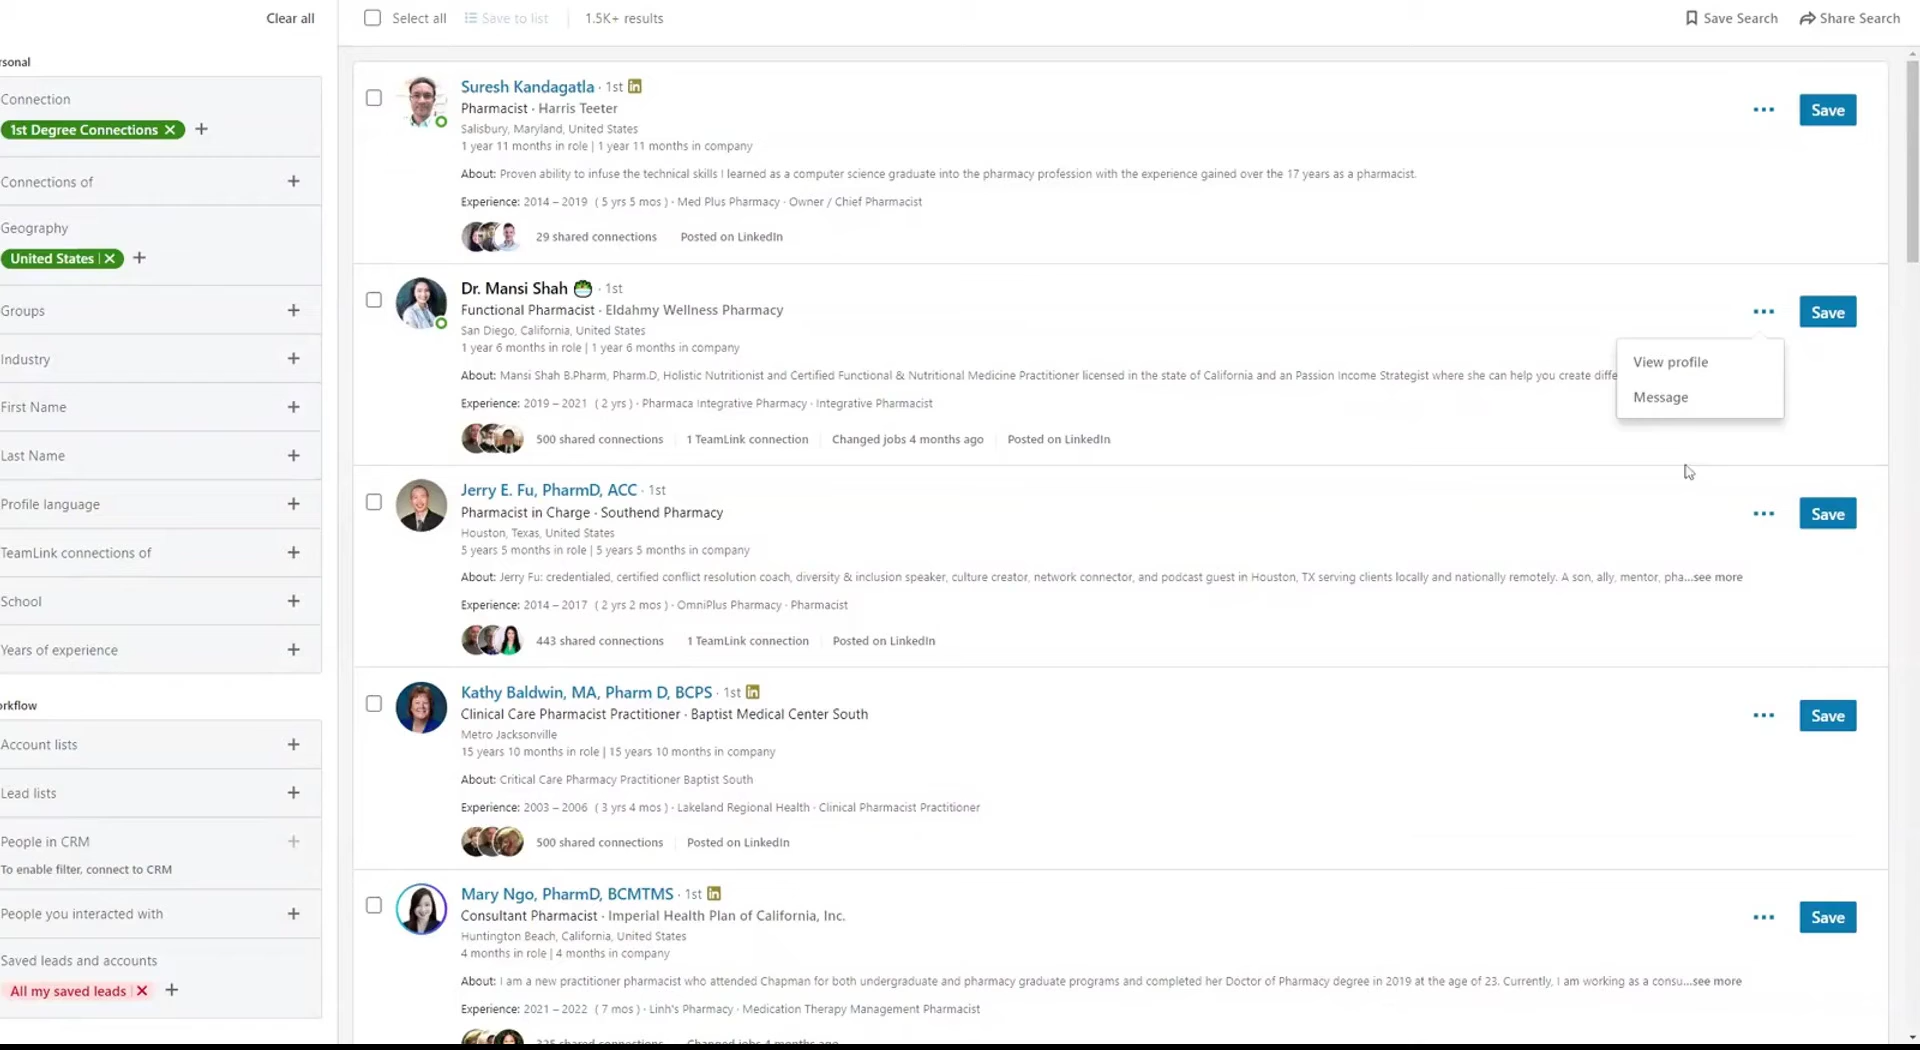 Clear all
Select all
Save to list
1.5K+ results
Save Search
Share Search
rsonal
Connection
1st Degree Connections
Connections of
Geography
United States
Groups
Industry
First Name
Last Name
Profile language
TeamLink connections of
School
Years of experience
orkflow
Account lists
Lead lists
People in CRM
To enable filter, connect to CRM
People you interacted with
Saved leads and accounts
All my saved leads
Suresh Kandagatla · 1st in
Pharmacist · Harris Teeter
Salisbury, Maryland, United States
1 year 11 months in role | 1 year 11 months in company
About: Proven ability to infuse the technical skills I learned as a computer science graduate into the pharmacy profession with the experience gained over the 17 years as a pharmacist.
Experience: 2014 – 2019 ( 5 yrs 5 mos ) · Med Plus Pharmacy · Owner / Chief Pharmacist
29 shared connections Posted on LinkedIn
Save
Dr. Mansi Shah · 1st
Functional Pharmacist · Eldahmy Wellness Pharmacy
San Diego, California, United States
1 year 6 months in role | 1 year 6 months in company
About: Mansi Shah B.Pharm, Pharm.D, Holistic Nutritionist and Certified Functional & Nutritional Medicine Practitioner licensed in the state of California and an Passion Income Strategist where she can help you create diffe
Experience: 2019 – 2021 ( 2 yrs ) · Pharmaca Integrative Pharmacy · Integrative Pharmacist
500 shared connections 1 TeamLink connection Changed jobs 4 months ago Posted on LinkedIn
Save
View profile
Message
Jerry E. Fu, PharmD, ACC · 1st
Pharmacist in Charge · Southend Pharmacy
Houston, Texas, United States
5 years 5 months in role | 5 years 5 months in company
About: Jerry Fu: credentialed, certified conflict resolution coach, diversity & inclusion speaker, culture creator, network connector, and podcast guest in Houston, TX serving clients locally and nationally remotely. A son, ally, mentor, pha...see more
Experience: 2014 – 2017 ( 2 yrs 2 mos ) · OmniPlus Pharmacy · Pharmacist
443 shared connections 1 TeamLink connection Posted on LinkedIn
Save
Kathy Baldwin, MA, Pharm D, BCPS · 1st in
Clinical Care Pharmacist Practitioner · Baptist Medical Center South
Metro Jacksonville
15 years 10 months in role | 15 years 10 months in company
About: Critical Care Pharmacy Practitioner Baptist South
Experience: 2003 – 2006 ( 3 yrs 4 mos ) · Lakeland Regional Health · Clinical Pharmacist Practitioner
500 shared connections Posted on LinkedIn
Save
Mary Ngo, PharmD, BCMTMS · 1st in
Consultant Pharmacist · Imperial Health Plan of California, Inc.
Huntington Beach, California, United States
4 months in role | 4 months in company
About: I am a new practitioner pharmacist who attended Chapman for both undergraduate and pharmacy graduate programs and completed her Doctor of Pharmacy degree in 2019 at the age of 23. Currently, I am working as a consu...see more
Experience: 2021 – 2022 ( 7 mos ) · Linh's Pharmacy · Medication Therapy Management Pharmacist
325 shared connections Changed jobs 4 months ago
Save